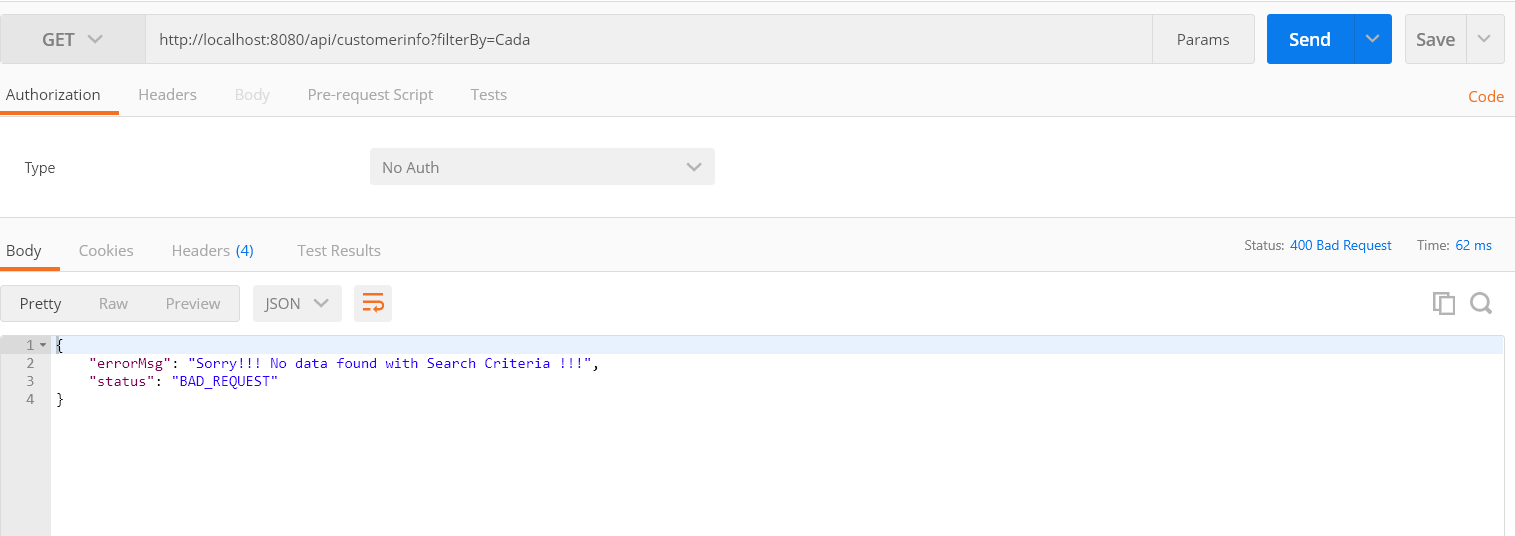 GET http://localhost:8080/api/customerinfo?filterBy=Cada Params Send Save
Authorization Headers Body Pre-request Script Tests Code
Type No Auth
Body Cookies Headers (4) Test Results Status: 400 Bad Request Time: 62 ms
Pretty Raw Preview JSON
1 {
2 "errorMsg": "Sorry!!! No data found with Search Criteria !!!",
3 "status": "BAD_REQUEST"
4 }